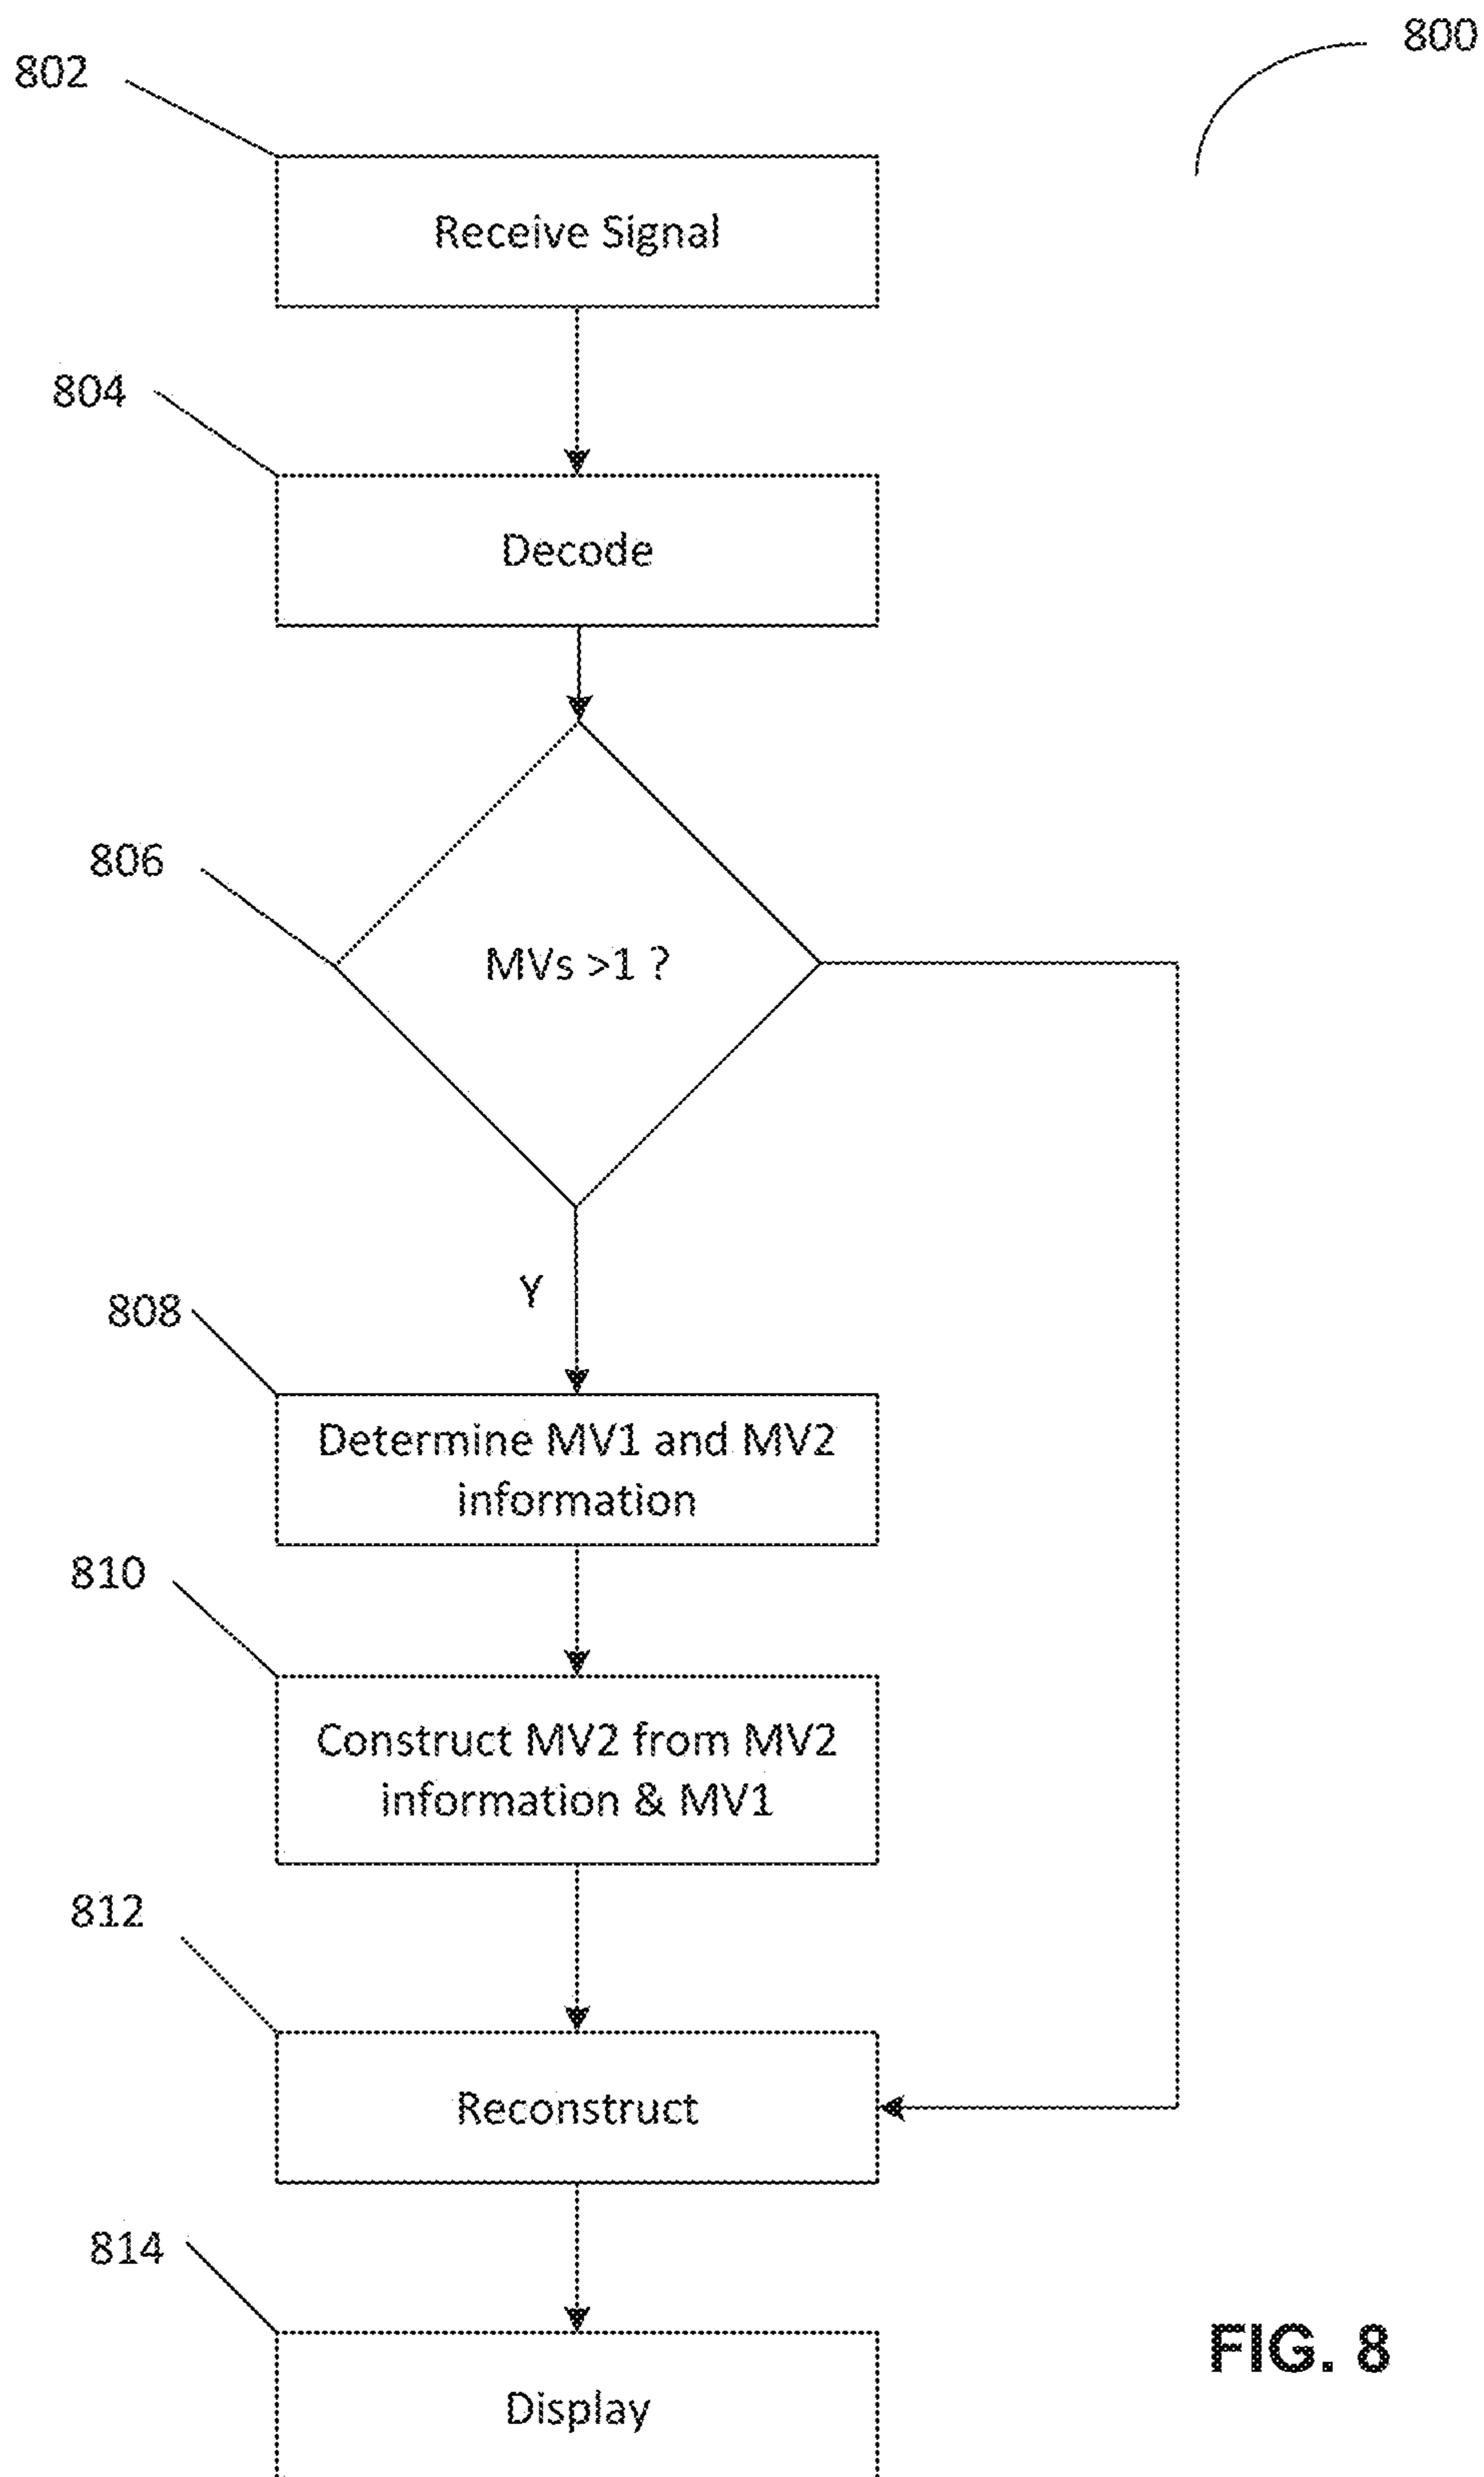 800
802
Receive Signal
804
Decode
806
MVs >1 ?
Y
808
Determine MV1 and MV2
information
810
Construct MV2 from MV2
information & MV1
812
Reconstruct
814
Display
FIG. 8